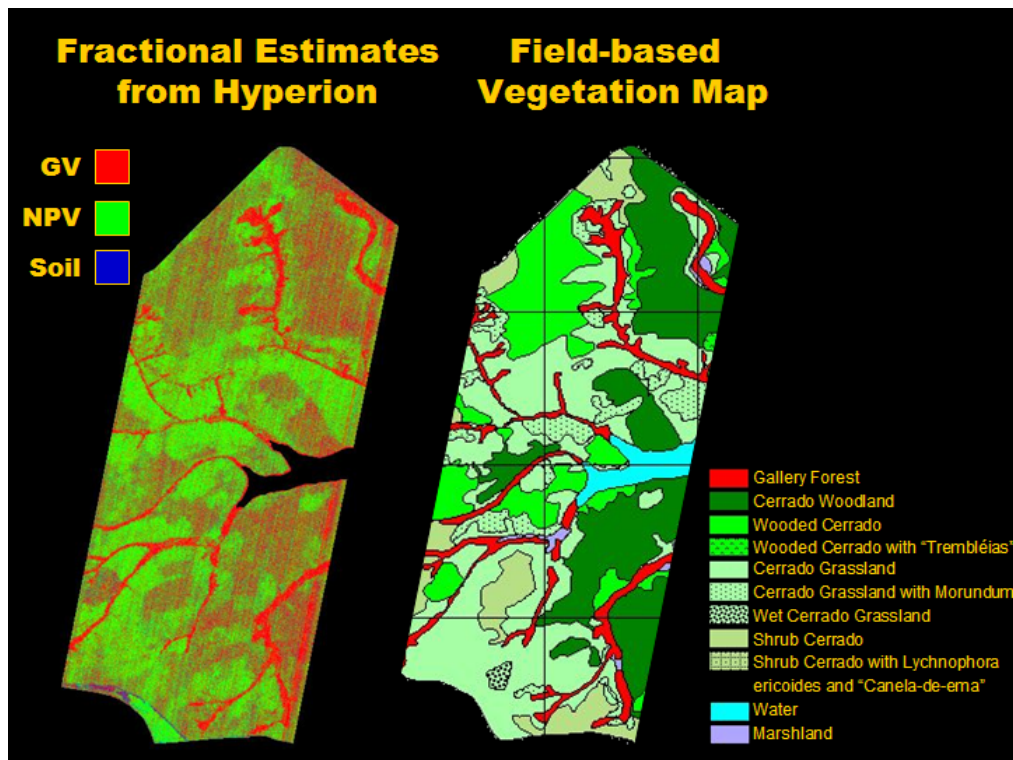 Fractional Estimates
from Hyperion
Field-based
Vegetation Map
GV
NPV
Soil
Gallery Forest
Cerrado Woodland
Wooded Cerrado
Wooded Cerrado with “Trembléias”
Cerrado Grassland
Cerrado Grassland with Morundum
Wet Cerrado Grassland
Shrub Cerrado
Shrub Cerrado with Lychnophora
ericoides and “Canela-de-ema”
Water
Marshland